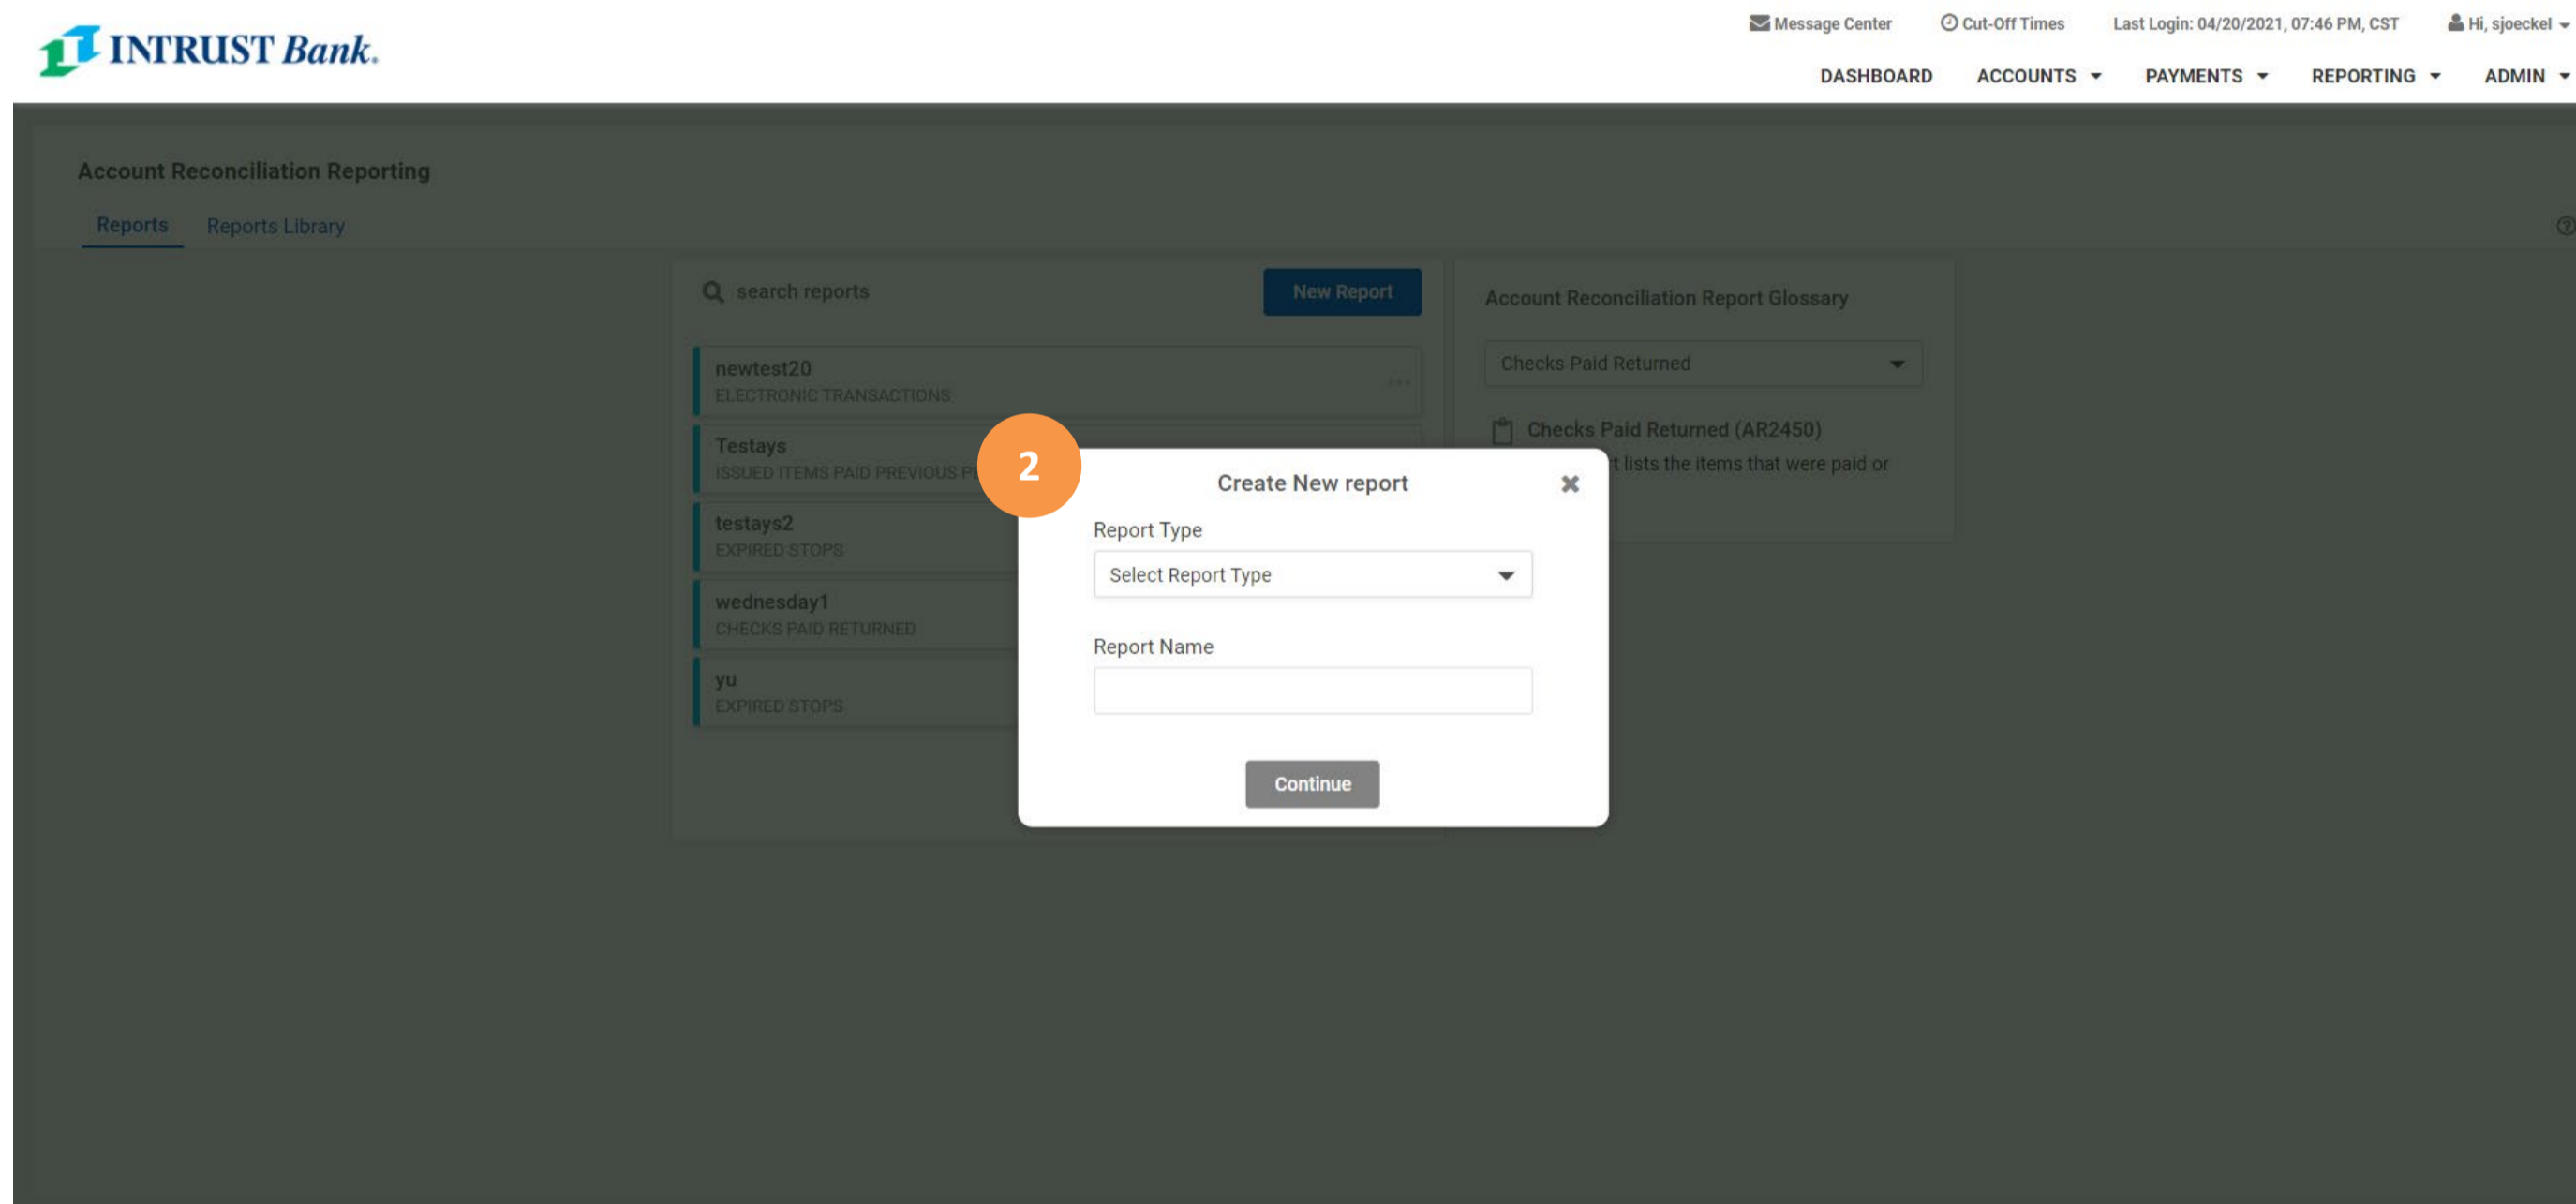 INTRUST Bank.
Message Center
Cut-Off Times
Last Login: 04/20/2021, 07:46 PM, CST
Hi, sjoeckel
DASHBOARD
ACCOUNTS
PAYMENTS
REPORTING
ADMIN
Account Reconciliation Reporting
Reports
Reports Library
search reports
New Report
newtest20
ELECTRONIC TRANSACTIONS
Testays
ISSUED ITEMS PAID PREVIOUS
testays2
EXPIRED STOPS
wednesday1
CHECKS PAID RETURNED
yu
EXPIRED STOPS
Account Reconciliation Report Glossary
Checks Paid Returned
Checks Paid Returned (AR2450)
lists the items that were paid or
2
Create New report
Report Type
Select Report Type
Report Name
Continue